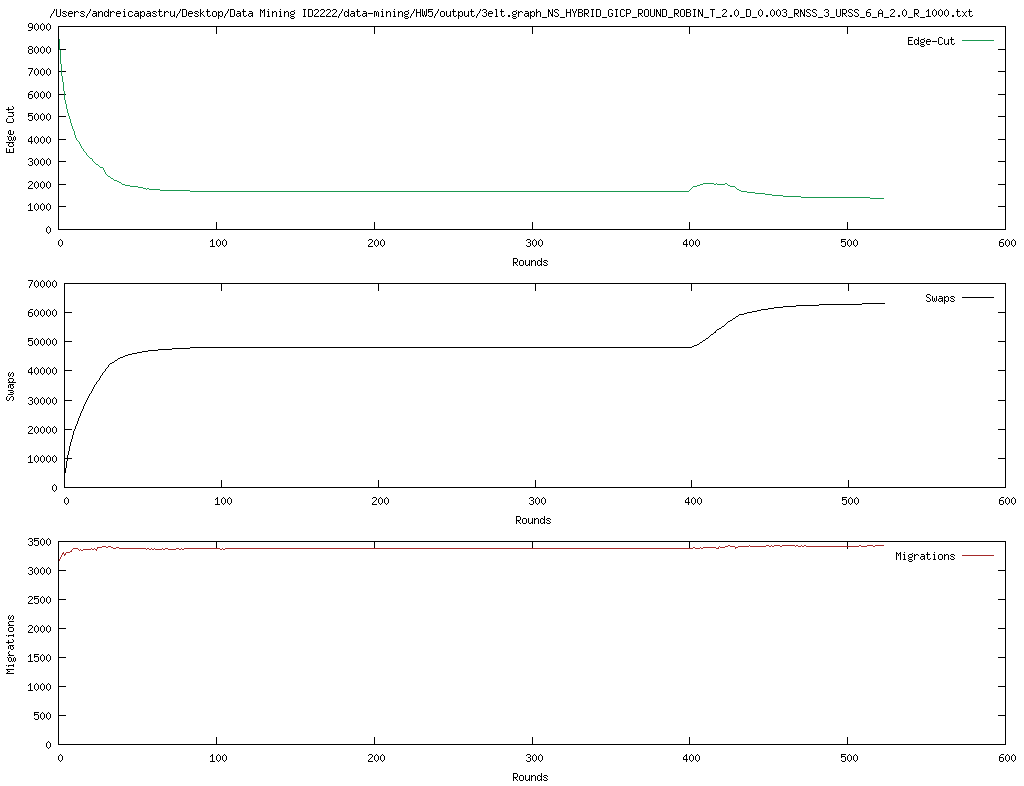 /Users/andreicapastru/Desktop/Data Mining ID2222/data-mining/HW5/output/3elt.graph_NS_HYBRID_GICP_ROUND_ROBIN_T_2.0_D_0.003_RNSS_3_URSS_6_A_2.0_R_1000.txt
9000
Edge-Cut
8000
7000
6000
5000
Edge Cut
4000
3000
2000
1000
0
0 100 200 300 400 500 600
Rounds
70000
Swaps
60000
50000
40000
Swaps
30000
20000
10000
0
0 100 200 300 400 500 600
Rounds
3500
Migrations
3000
2500
2000
Migrations
1500
1000
500
0
0 100 200 300 400 500 600
Rounds